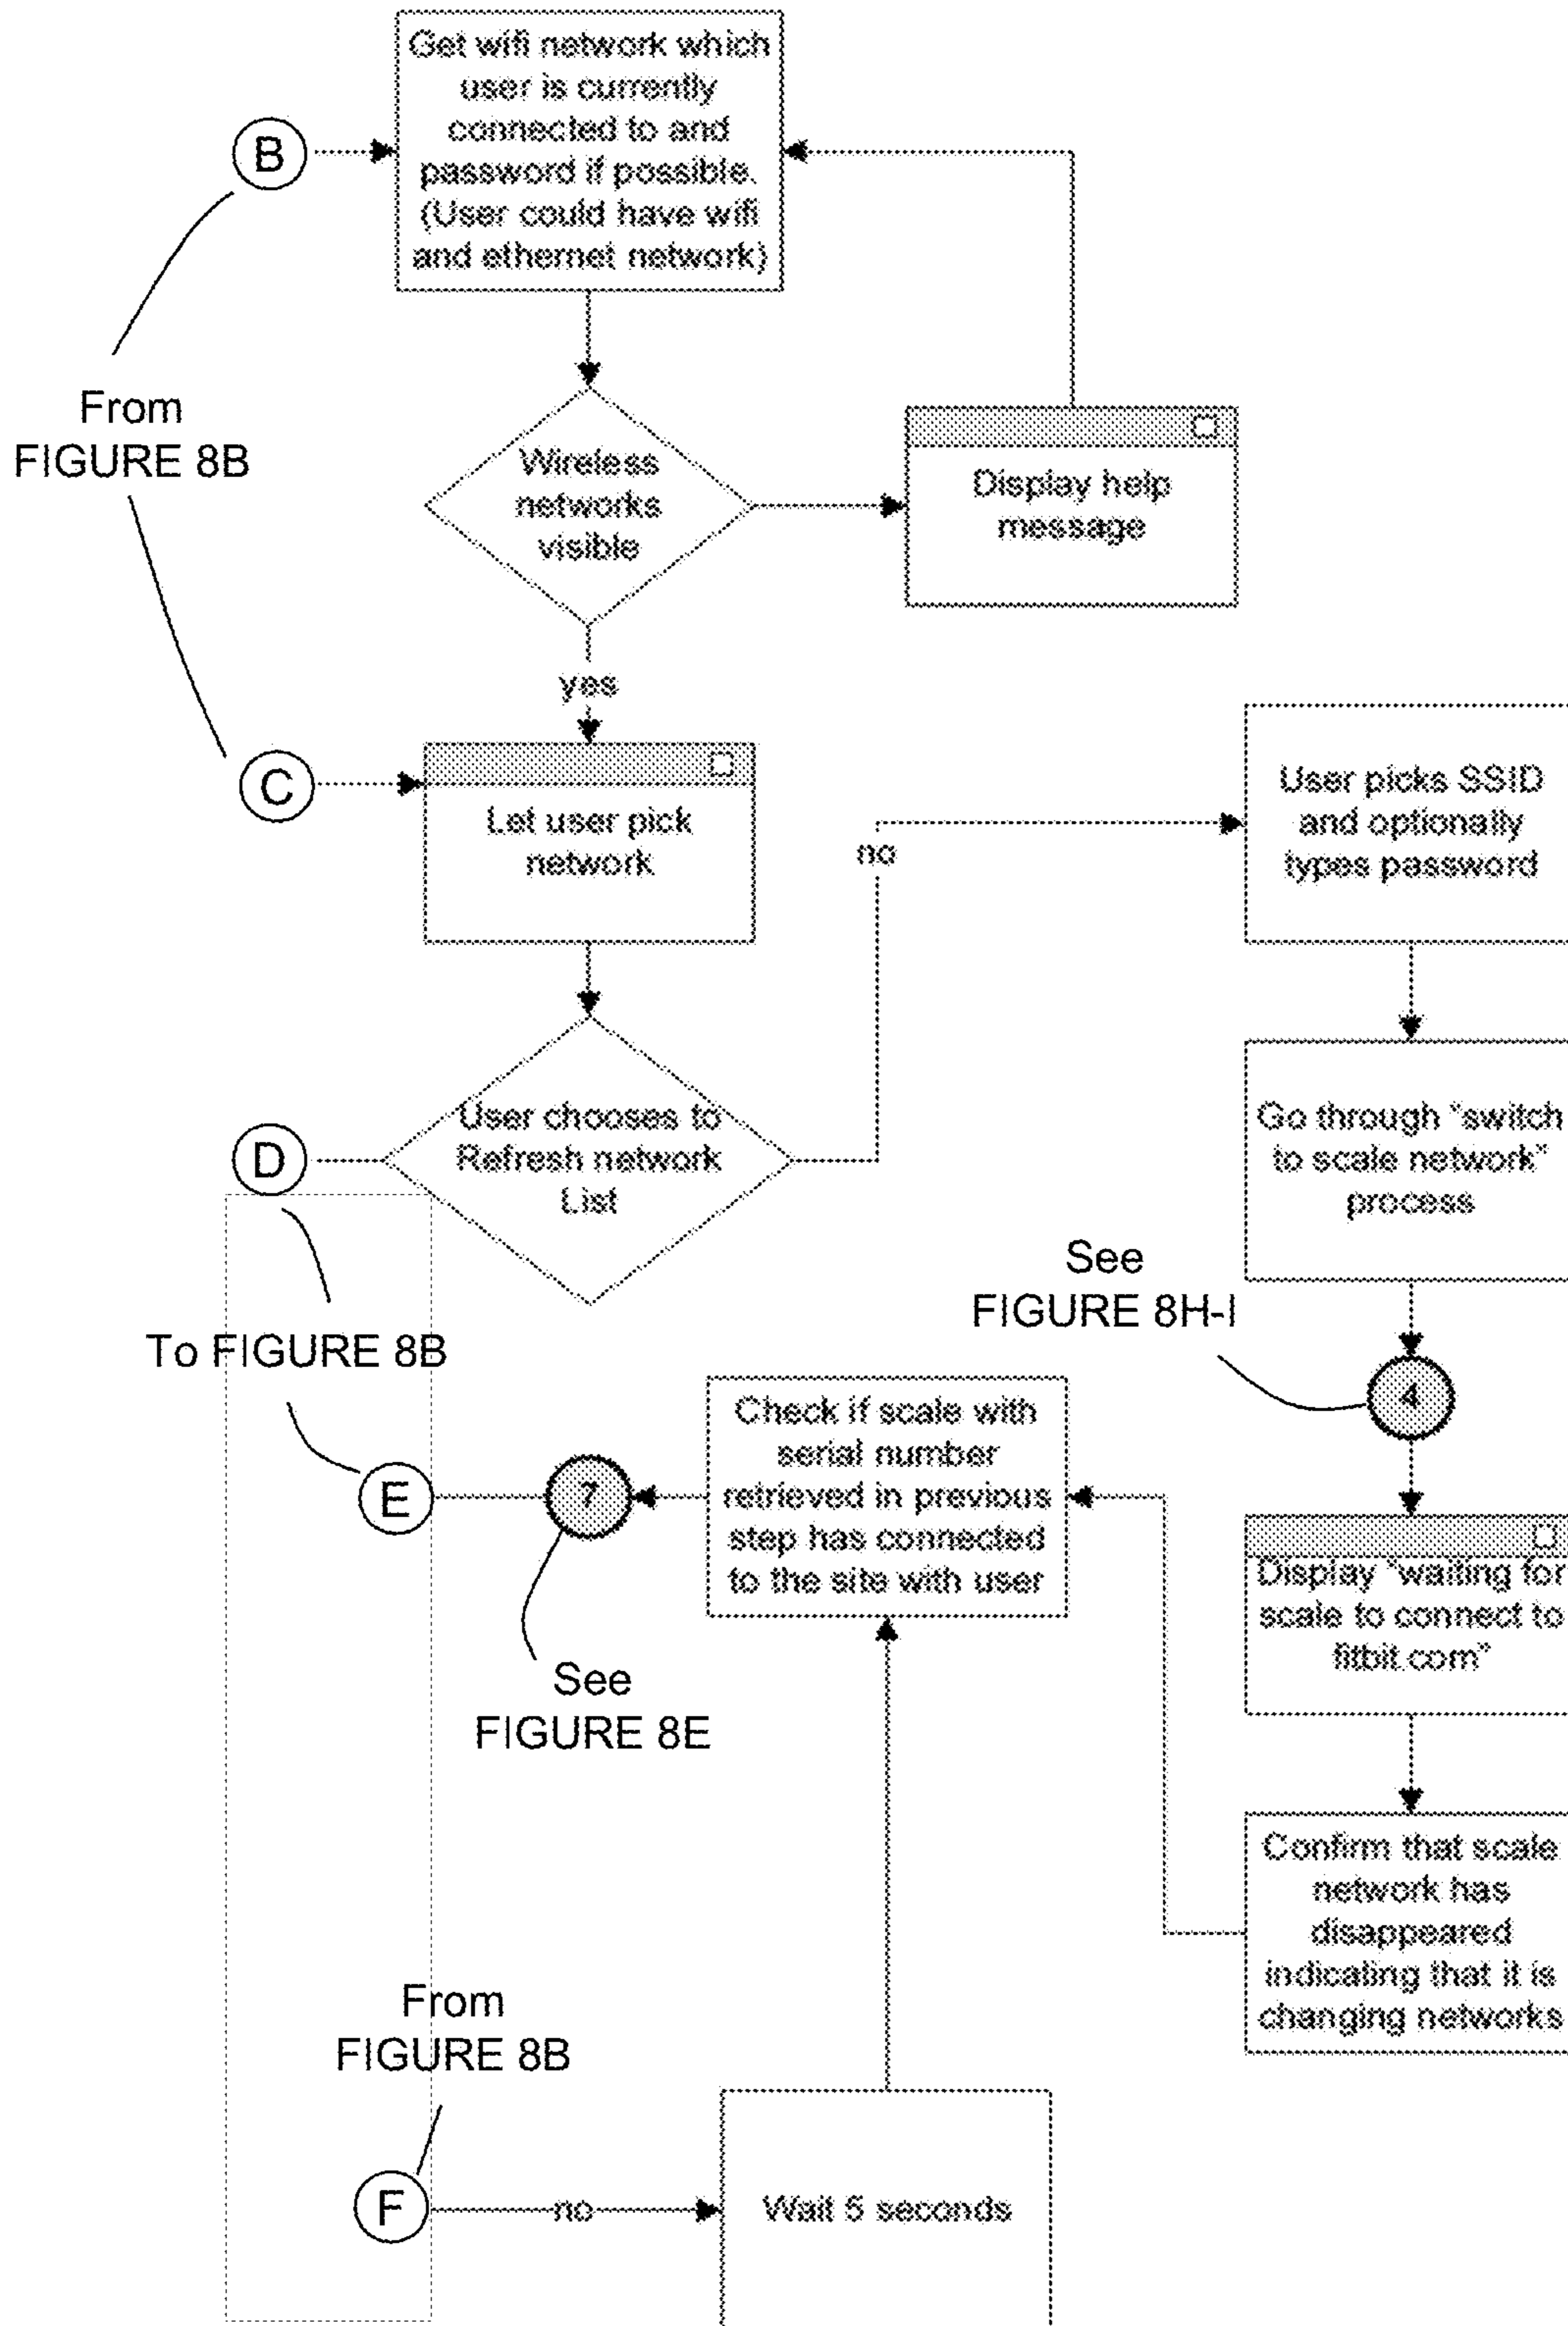 Get wifi network which
user is currently
connected to and
password if possible.
(User could have wifi
and ethernet network)
B
From
FIGURE 8B
Wireless
networks
visible
Display help
message
yes
C
Let user pick
network
no
User picks SSID
and optionally
types password
D
User chooses to
Refresh network
List
Go through "switch
to scale network"
process
To FIGURE 8B
See
FIGURE 8H-I
4
E
7
Check if scale with
serial number
retrieved in previous
step has connected
to the site with user
Display "waiting for
scale to connect to
fitbit.com"
See
FIGURE 8E
Confirm that scale
network has
disappeared
indicating that it is
changing networks
From
FIGURE 8B
F
no
Wait 5 seconds